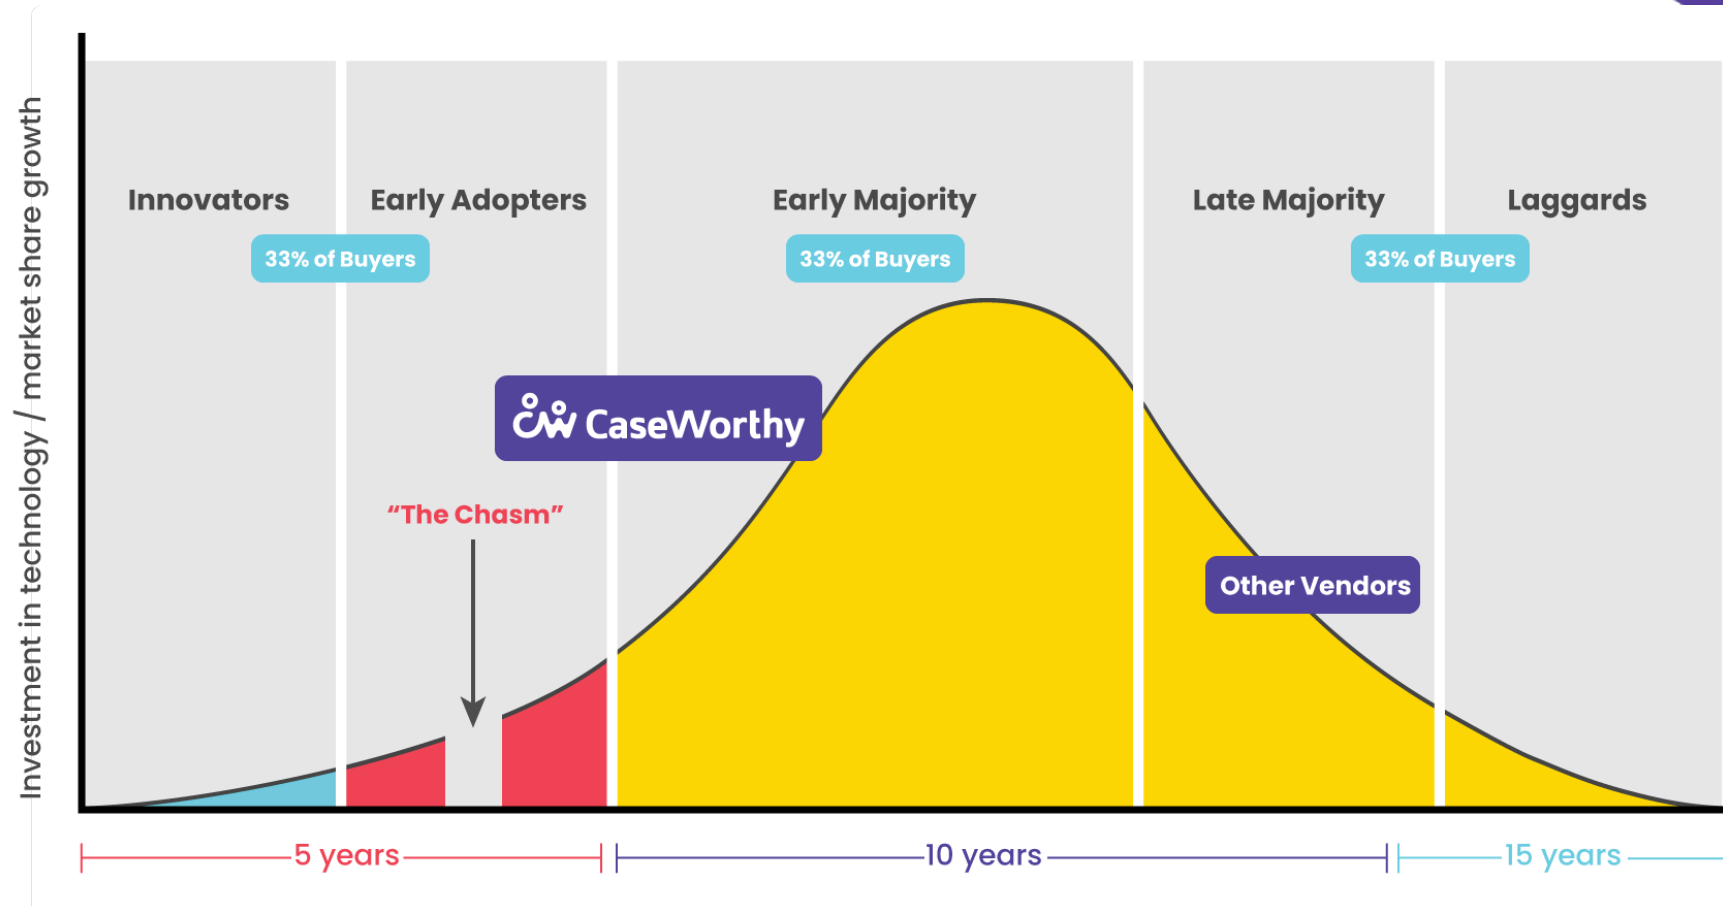 Investment in technology / market share growth
Innovators
Early Adopters
Early Majority
Late Majority
Laggards
33% of Buyers
33% of Buyers
33% of Buyers
CW CaseWorthy
“The Chasm”
Other Vendors
5 years
10 years
15 years